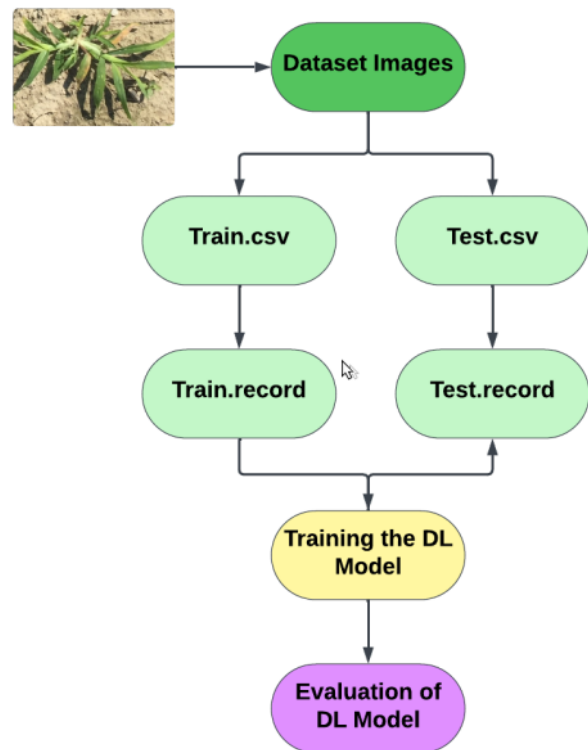 Dataset Images
Train.csv
Test.csv
Train.record
Test.record
Training the DL
Model
Evaluation of
DL Model